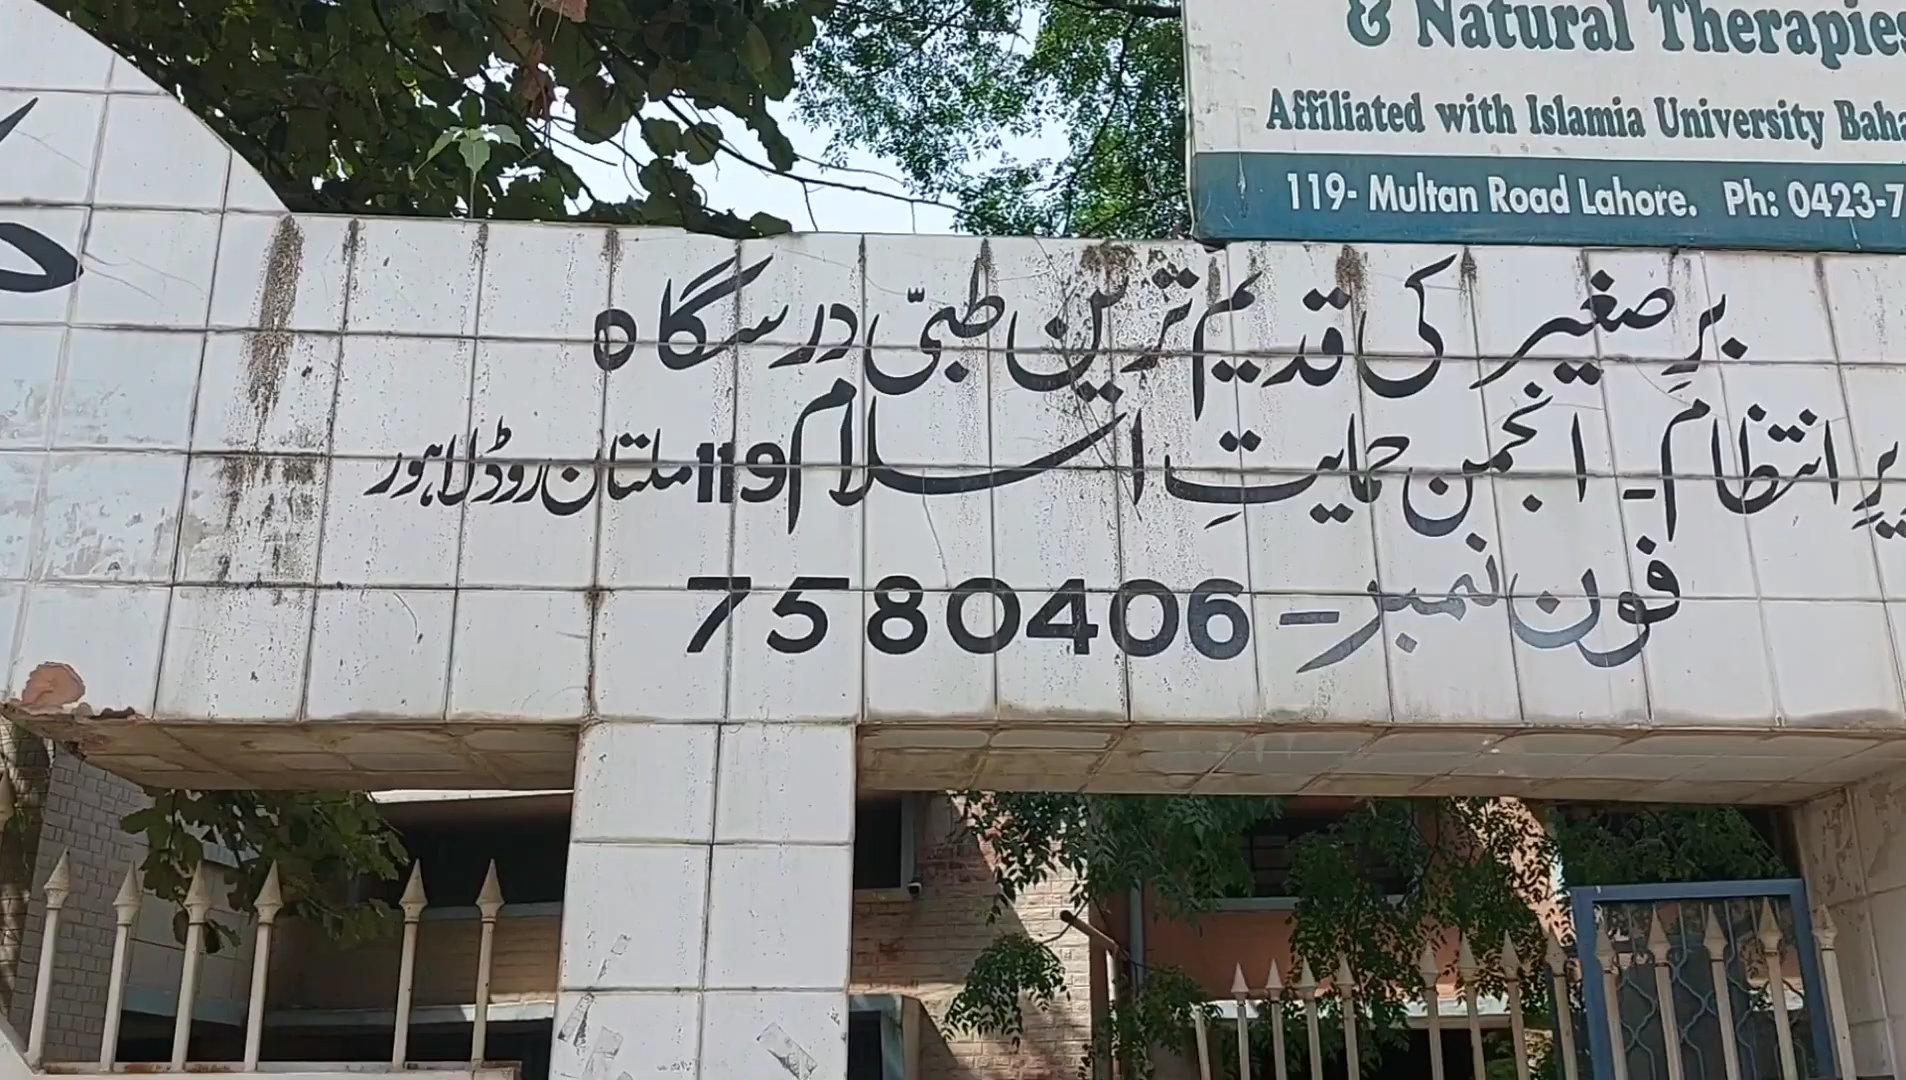 & Natural Therapies
Affiliated with Islamia University Baha
119- Multan Road Lahore. Ph: 0423-7
برِصغیر کی قدیم ترین طبّی درسگاہ
یرِ انتظام۔ انجمن حمایتِ اسلام 119 ملتان روڈ لاہور
فون نمبر۔ 7580406